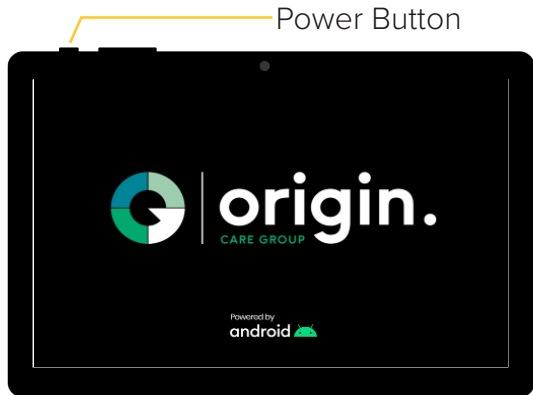 Power Button
origin.
CARE GROUP
Powered by
android